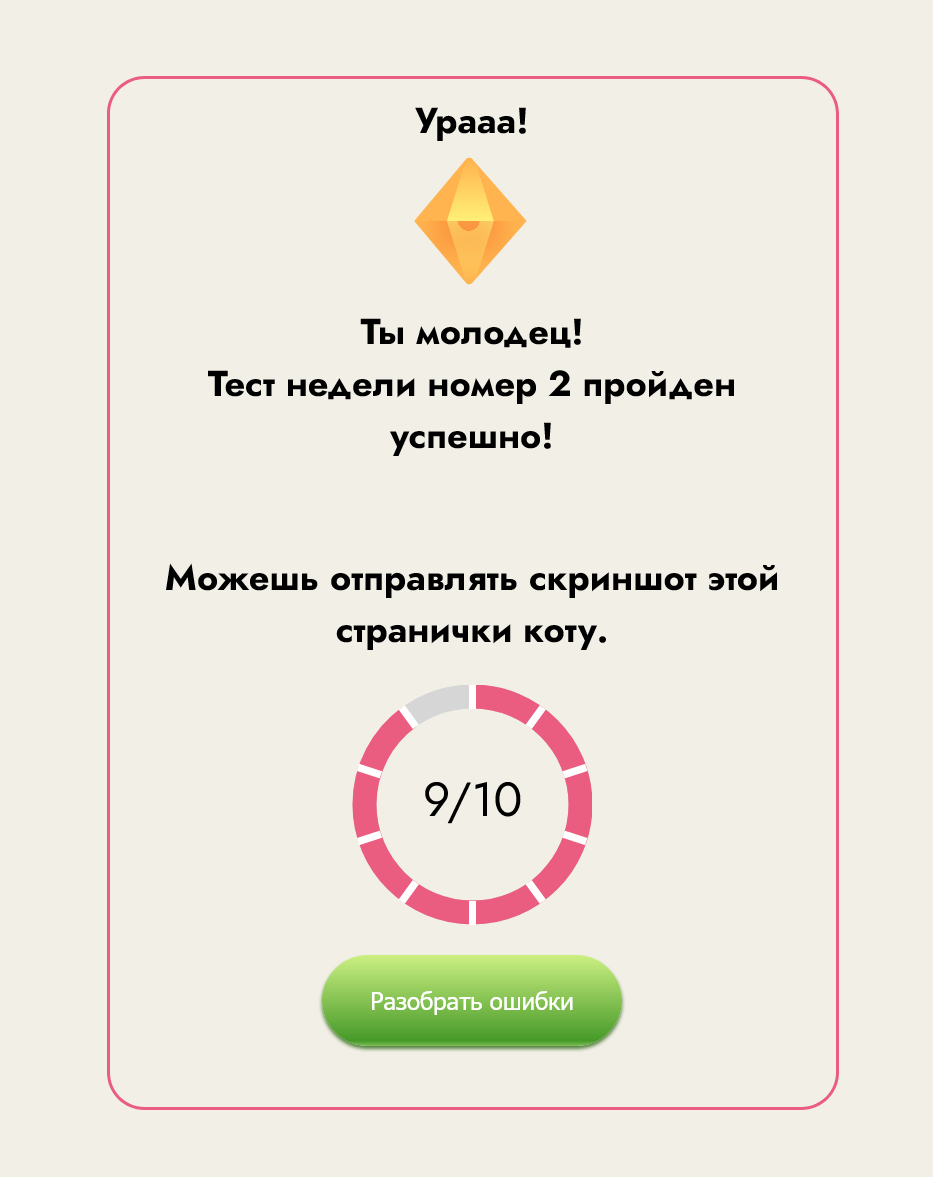 Урааа!
Ты молодец!
Тест недели номер 2 пройден
успешно!
Можешь отправлять скриншот этой
странички коту.
9/10
Разобрать ошибки